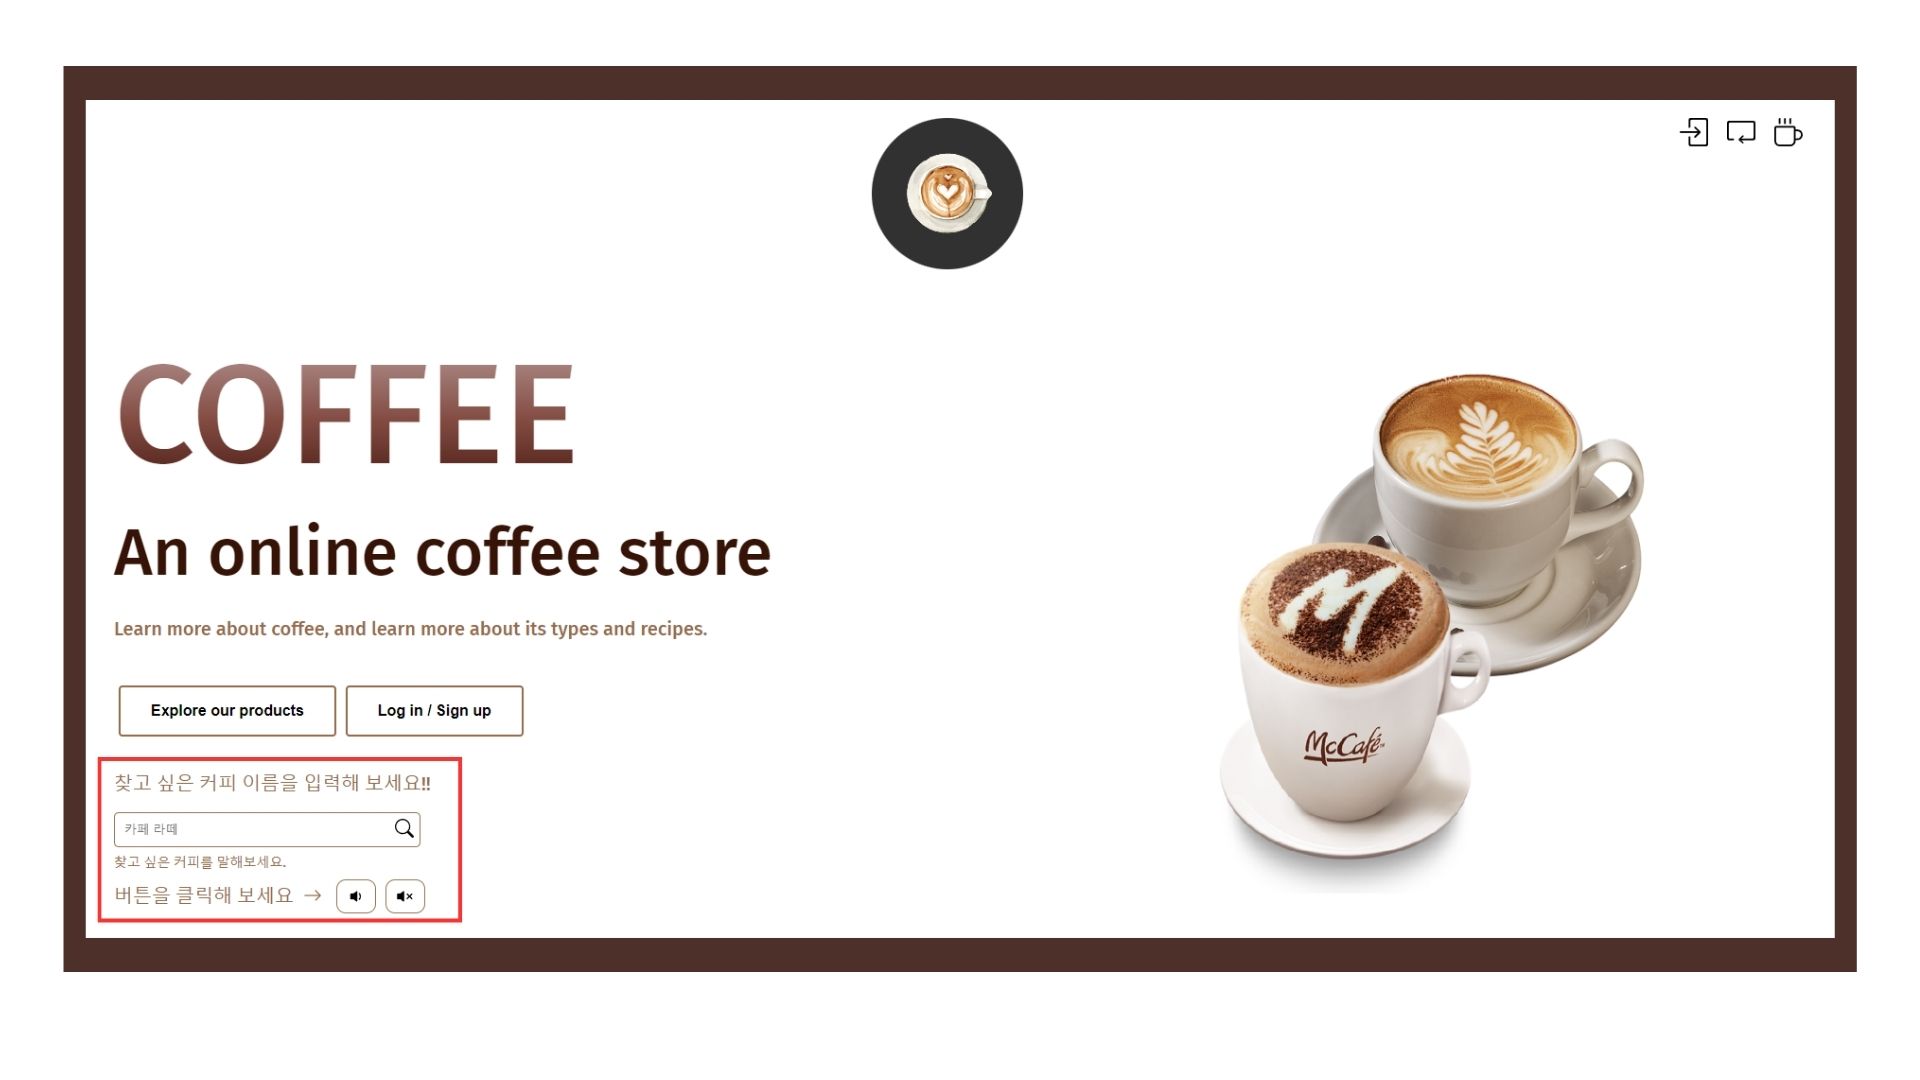 COFFEE
An online coffee store
Learn more about coffee, and learn more about its types and recipes.
Explore our products
Log in / Sign up
찾고 싶은 커피 이름을 입력해 보세요!!
카페 라떼
찾고 싶은 커피를 말해보세요.
버튼을 클릭해 보세요 →
M
McCafé™